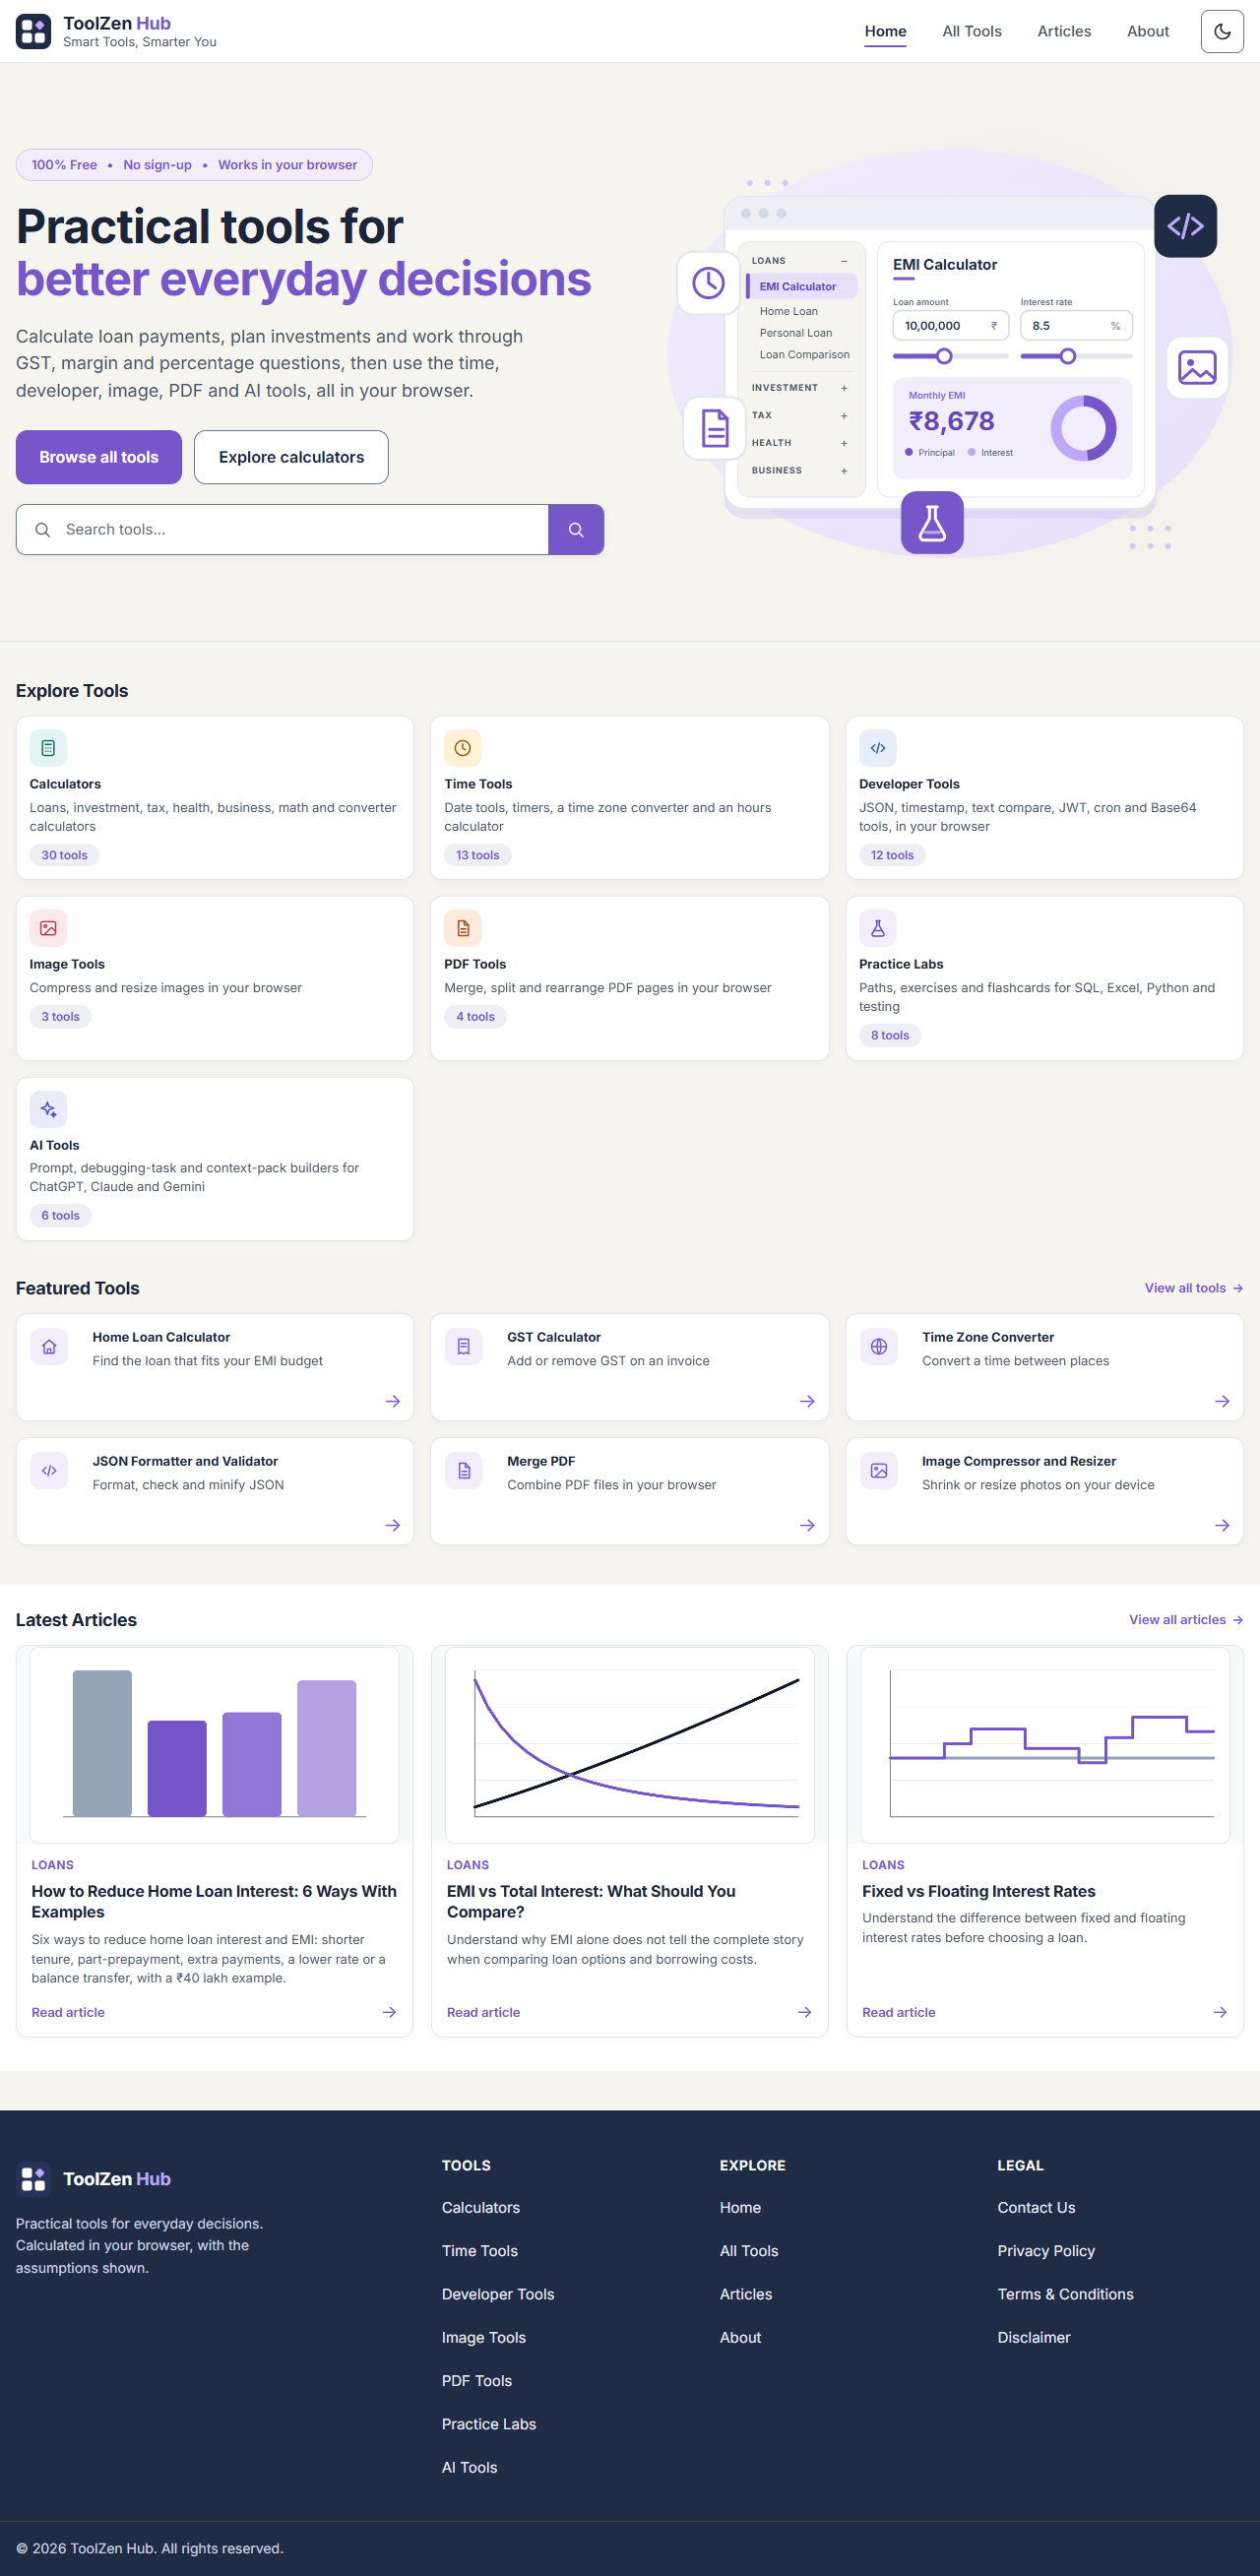 ToolZen Hub
Smart Tools, Smarter You
Home
All Tools
Articles
About
100% Free • No sign-up • Works in your browser
Practical tools for
better everyday decisions
Calculate loan payments, plan investments and work through
GST, margin and percentage questions, then use the time,
developer, image, PDF and AI tools, all in your browser.
Browse all tools
Explore calculators
Search tools...
LOANS −
EMI Calculator
Home Loan
Personal Loan
Loan Comparison
INVESTMENT +
TAX +
HEALTH +
BUSINESS +
EMI Calculator
Loan amount
Interest rate
10,00,000 ₹
8.5 %
Monthly EMI
₹8,678
Principal
Interest
Explore Tools
Calculators
Loans, investment, tax, health, business, math and converter
calculators
30 tools
Time Tools
Date tools, timers, a time zone converter and an hours
calculator
13 tools
Developer Tools
JSON, timestamp, text compare, JWT, cron and Base64
tools, in your browser
12 tools
Image Tools
Compress and resize images in your browser
3 tools
PDF Tools
Merge, split and rearrange PDF pages in your browser
4 tools
Practice Labs
Paths, exercises and flashcards for SQL, Excel, Python and
testing
8 tools
AI Tools
Prompt, debugging-task and context-pack builders for
ChatGPT, Claude and Gemini
6 tools
Featured Tools
View all tools →
Home Loan Calculator
Find the loan that fits your EMI budget
GST Calculator
Add or remove GST on an invoice
Time Zone Converter
Convert a time between places
JSON Formatter and Validator
Format, check and minify JSON
Merge PDF
Combine PDF files in your browser
Image Compressor and Resizer
Shrink or resize photos on your device
Latest Articles
View all articles →
LOANS
How to Reduce Home Loan Interest: 6 Ways With
Examples
Six ways to reduce home loan interest and EMI: shorter
tenure, part-prepayment, extra payments, a lower rate or a
balance transfer, with a ₹40 lakh example.
Read article
LOANS
EMI vs Total Interest: What Should You
Compare?
Understand why EMI alone does not tell the complete story
when comparing loan options and borrowing costs.
Read article
LOANS
Fixed vs Floating Interest Rates
Understand the difference between fixed and floating
interest rates before choosing a loan.
Read article
ToolZen Hub
Practical tools for everyday decisions.
Calculated in your browser, with the
assumptions shown.
TOOLS
Calculators
Time Tools
Developer Tools
Image Tools
PDF Tools
Practice Labs
AI Tools
EXPLORE
Home
All Tools
Articles
About
LEGAL
Contact Us
Privacy Policy
Terms & Conditions
Disclaimer
© 2026 ToolZen Hub. All rights reserved.